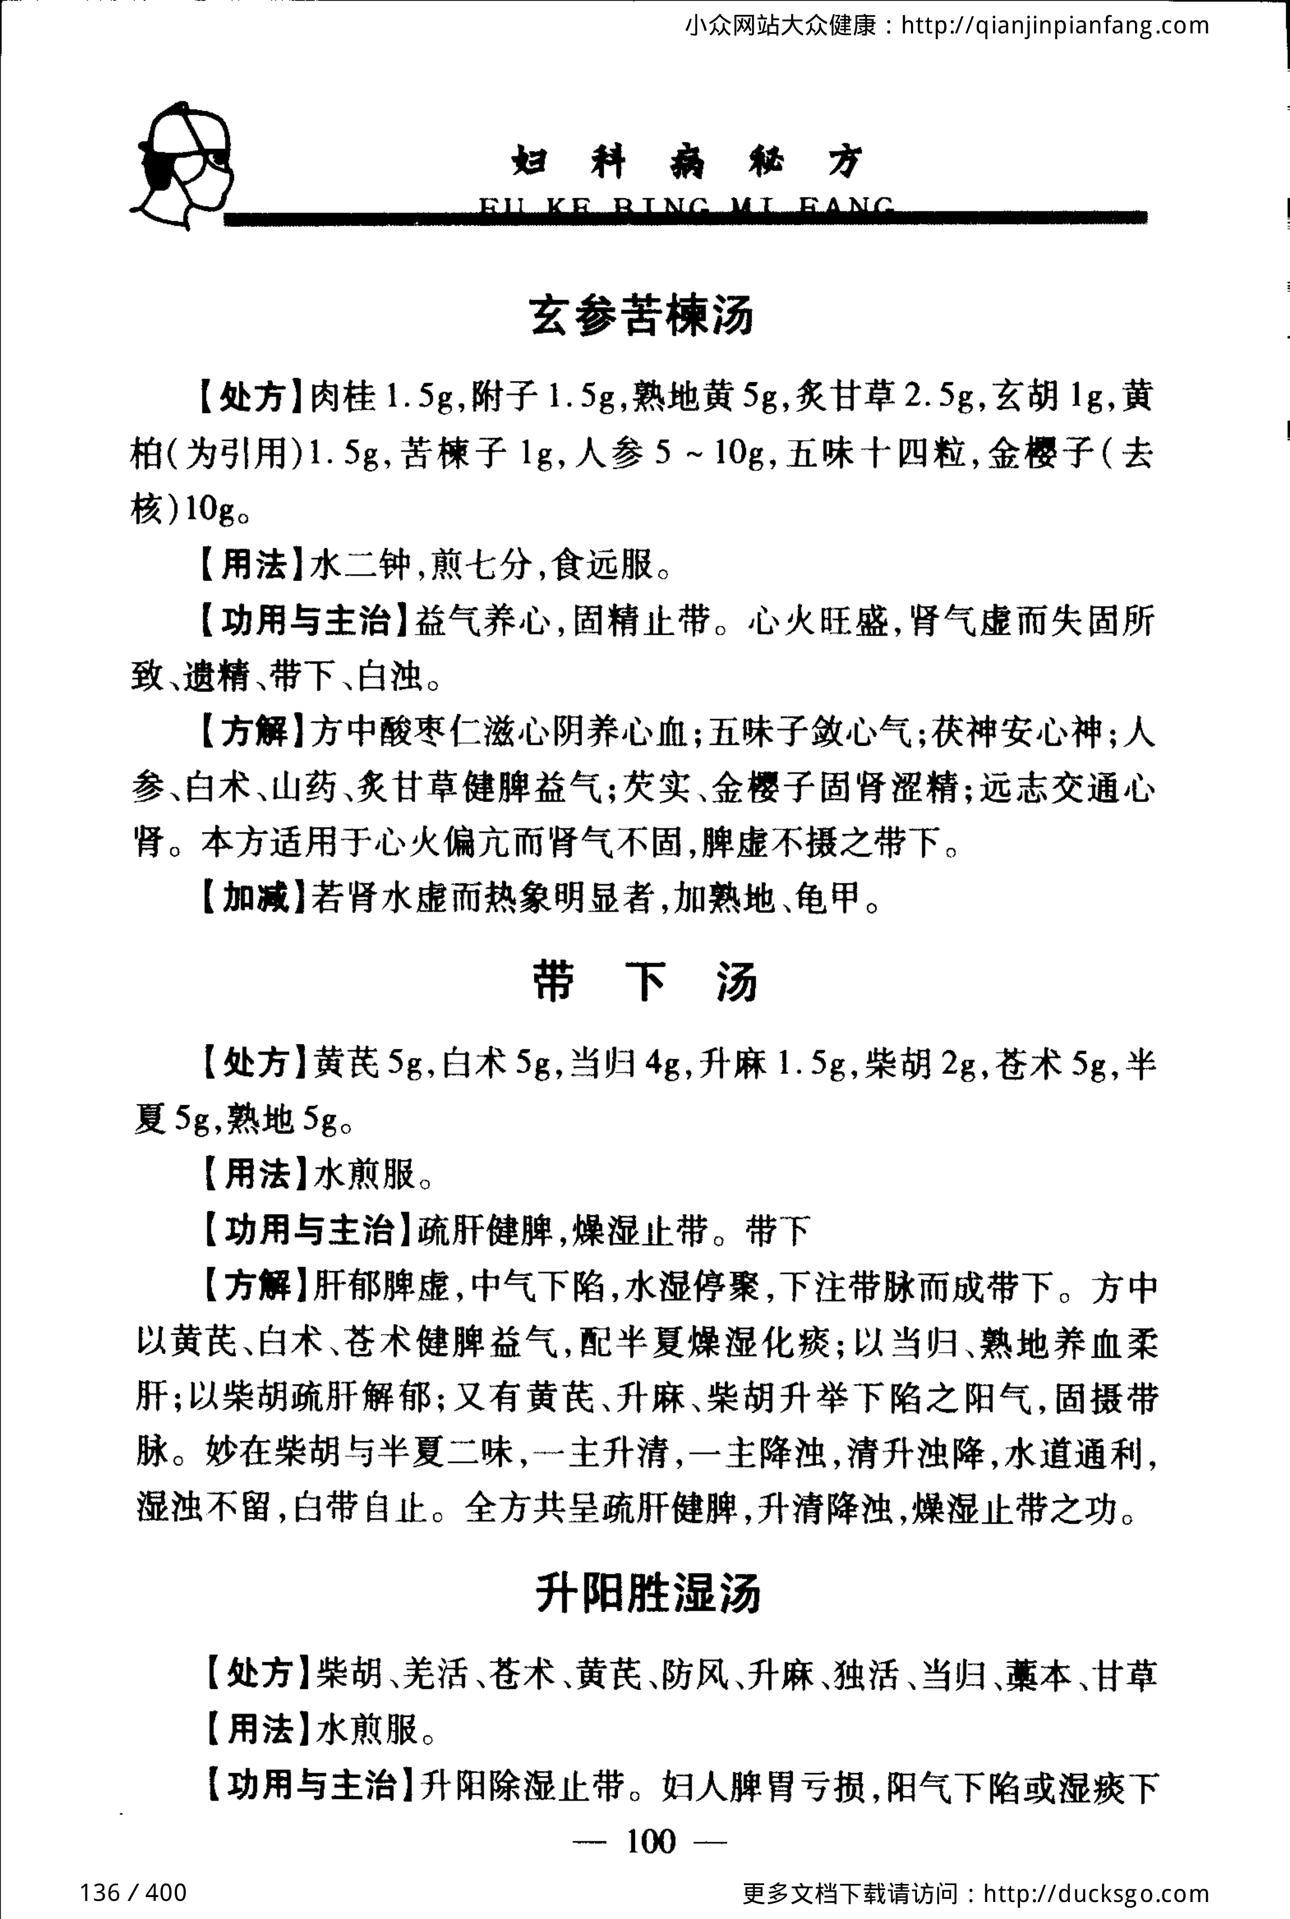 小众网站大众健康：http://qianjinpianfang.com
妇科病秘方
FU KE BING MI FANG
玄参苦楝汤
【处方】肉桂1.5g,附子1.5g,熟地黄5g,炙甘草2.5g,玄胡1g,黄
柏(为引用)1.5g,苦楝子1g,人参5～10g,五味十四粒,金樱子(去
核)10g。
【用法】水二钟,煎七分,食远服。
【功用与主治】益气养心,固精止带。心火旺盛,肾气虚而失固所
致、遗精、带下、白浊。
【方解】方中酸枣仁滋心阴养心血;五味子敛心气;茯神安心神;人
参、白术、山药、炙甘草健脾益气;芡实、金樱子固肾涩精;远志交通心
肾。本方适用于心火偏亢而肾气不固,脾虚不摄之带下。
【加减】若肾水虚而热象明显者,加熟地、龟甲。
带下汤
【处方】黄芪5g,白术5g,当归4g,升麻1.5g,柴胡2g,苍术5g,半
夏5g,熟地5g。
【用法】水煎服。
【功用与主治】疏肝健脾,燥湿止带。带下
【方解】肝郁脾虚,中气下陷,水湿停聚,下注带脉而成带下。方中
以黄芪、白术、苍术健脾益气,配半夏燥湿化痰;以当归、熟地养血柔
肝;以柴胡疏肝解郁;又有黄芪、升麻、柴胡升举下陷之阳气,固摄带
脉。妙在柴胡与半夏二味,一主升清,一主降浊,清升浊降,水道通利,
湿浊不留,白带自止。全方共呈疏肝健脾,升清降浊,燥湿止带之功。
升阳胜湿汤
【处方】柴胡、羌活、苍术、黄芪、防风、升麻、独活、当归、藁本、甘草
【用法】水煎服。
【功用与主治】升阳除湿止带。妇人脾胃亏损,阳气下陷或湿痰下
— 100 —
136 / 400
更多文档下载请访问：http://ducksgo.com